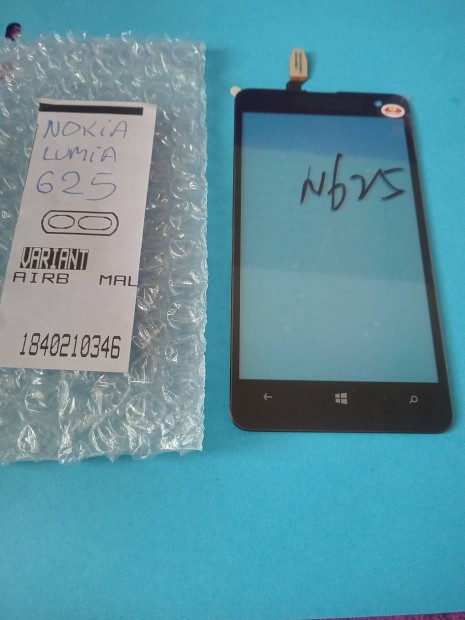 NOKiA
LUMiA
625
VARIANT
AIRB MAL
1840210346
N625